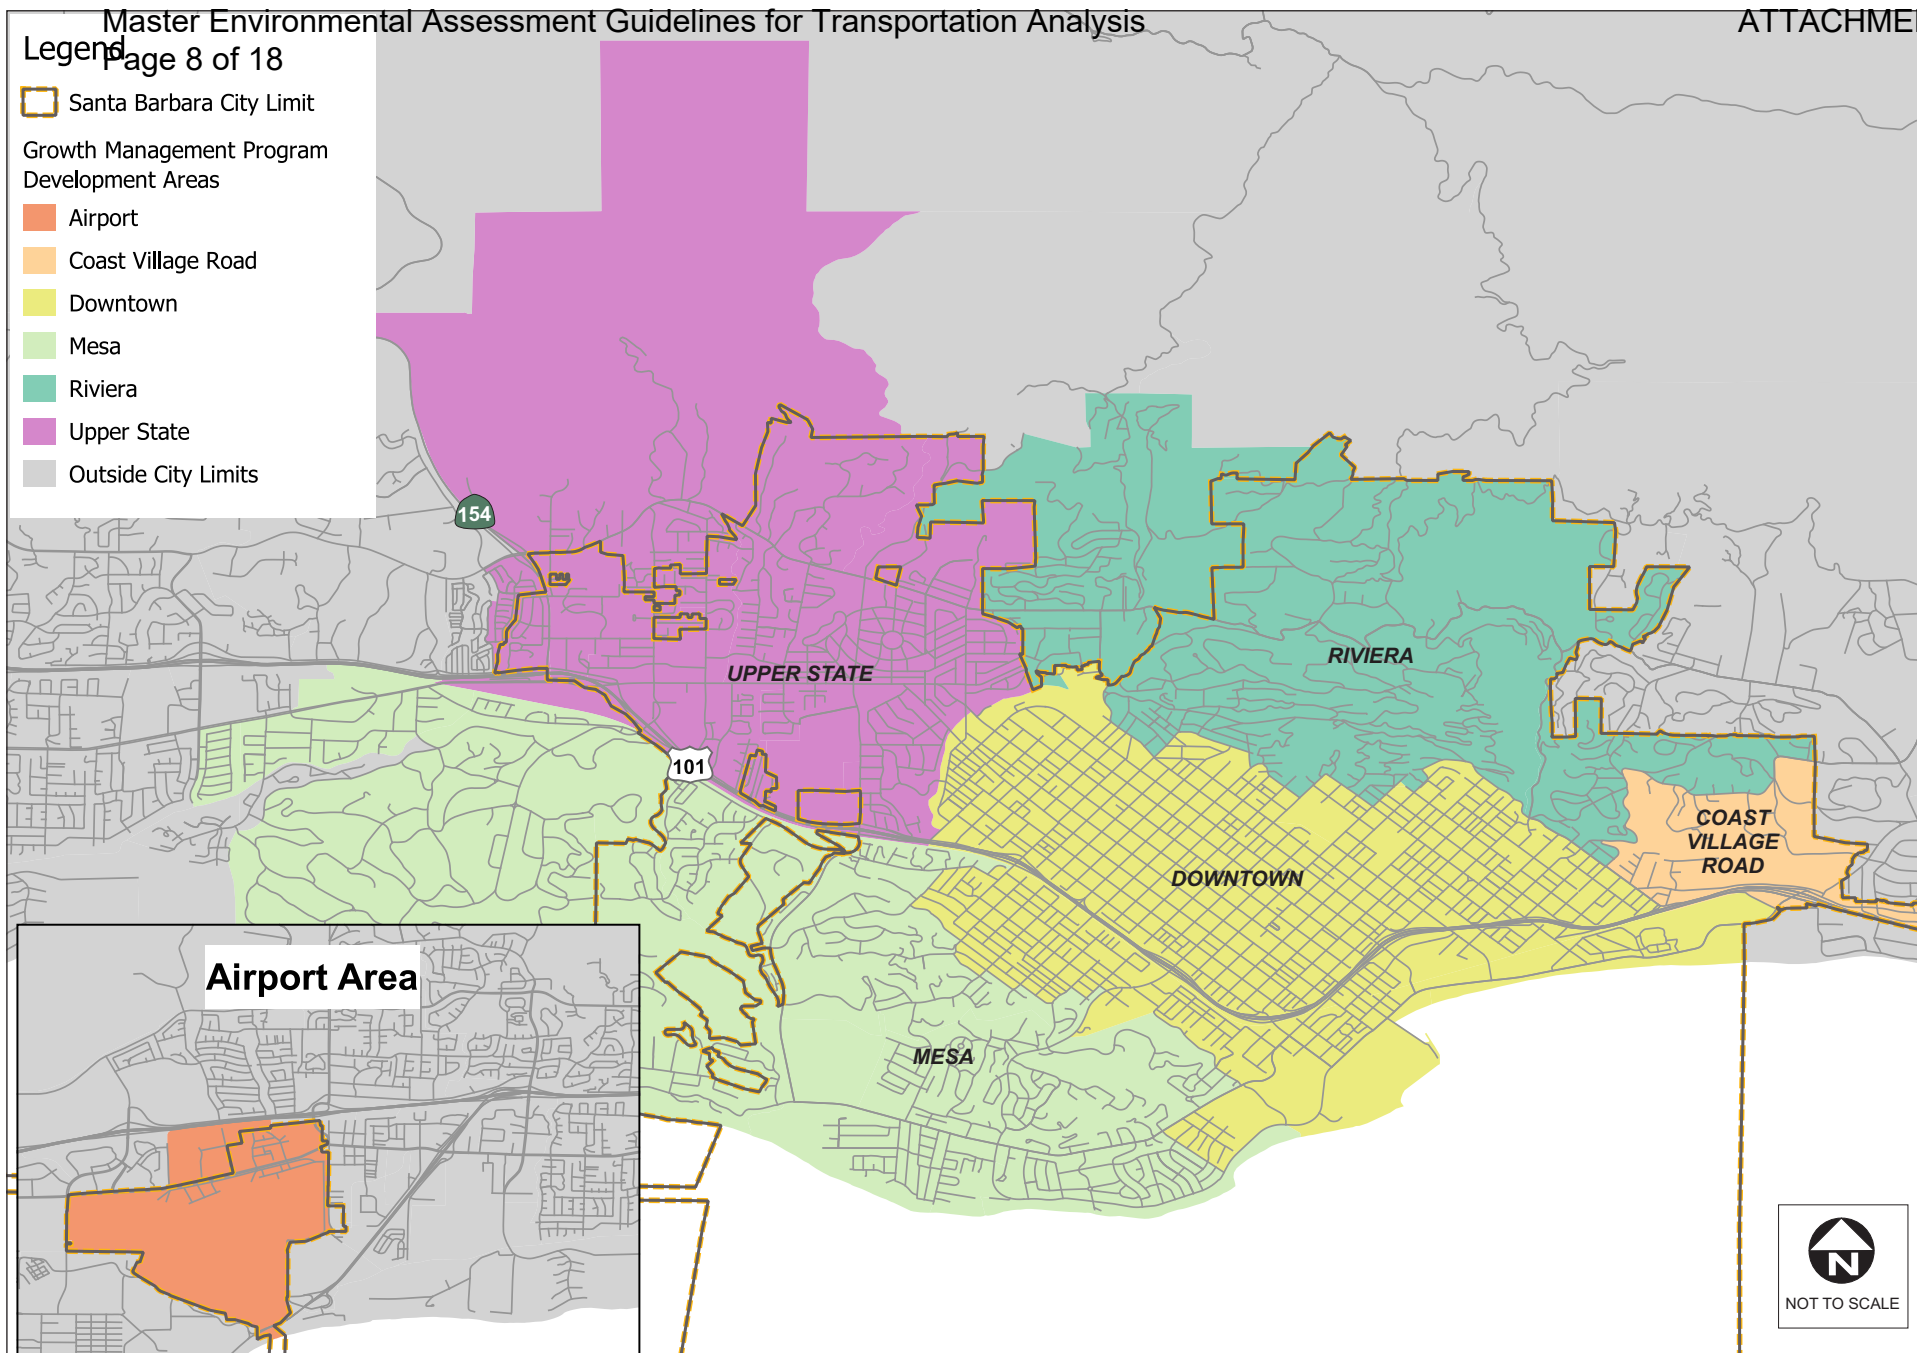 Master Environmental Assessment Guidelines for Transportation Analysis
ATTACHME
Page 8 of 18
Legend
Santa Barbara City Limit
Growth Management Program
Development Areas
Airport
Coast Village Road
Downtown
Mesa
Riviera
Upper State
Outside City Limits
154
101
UPPER STATE
RIVIERA
COAST
VILLAGE
ROAD
DOWNTOWN
MESA
Airport Area
N
NOT TO SCALE